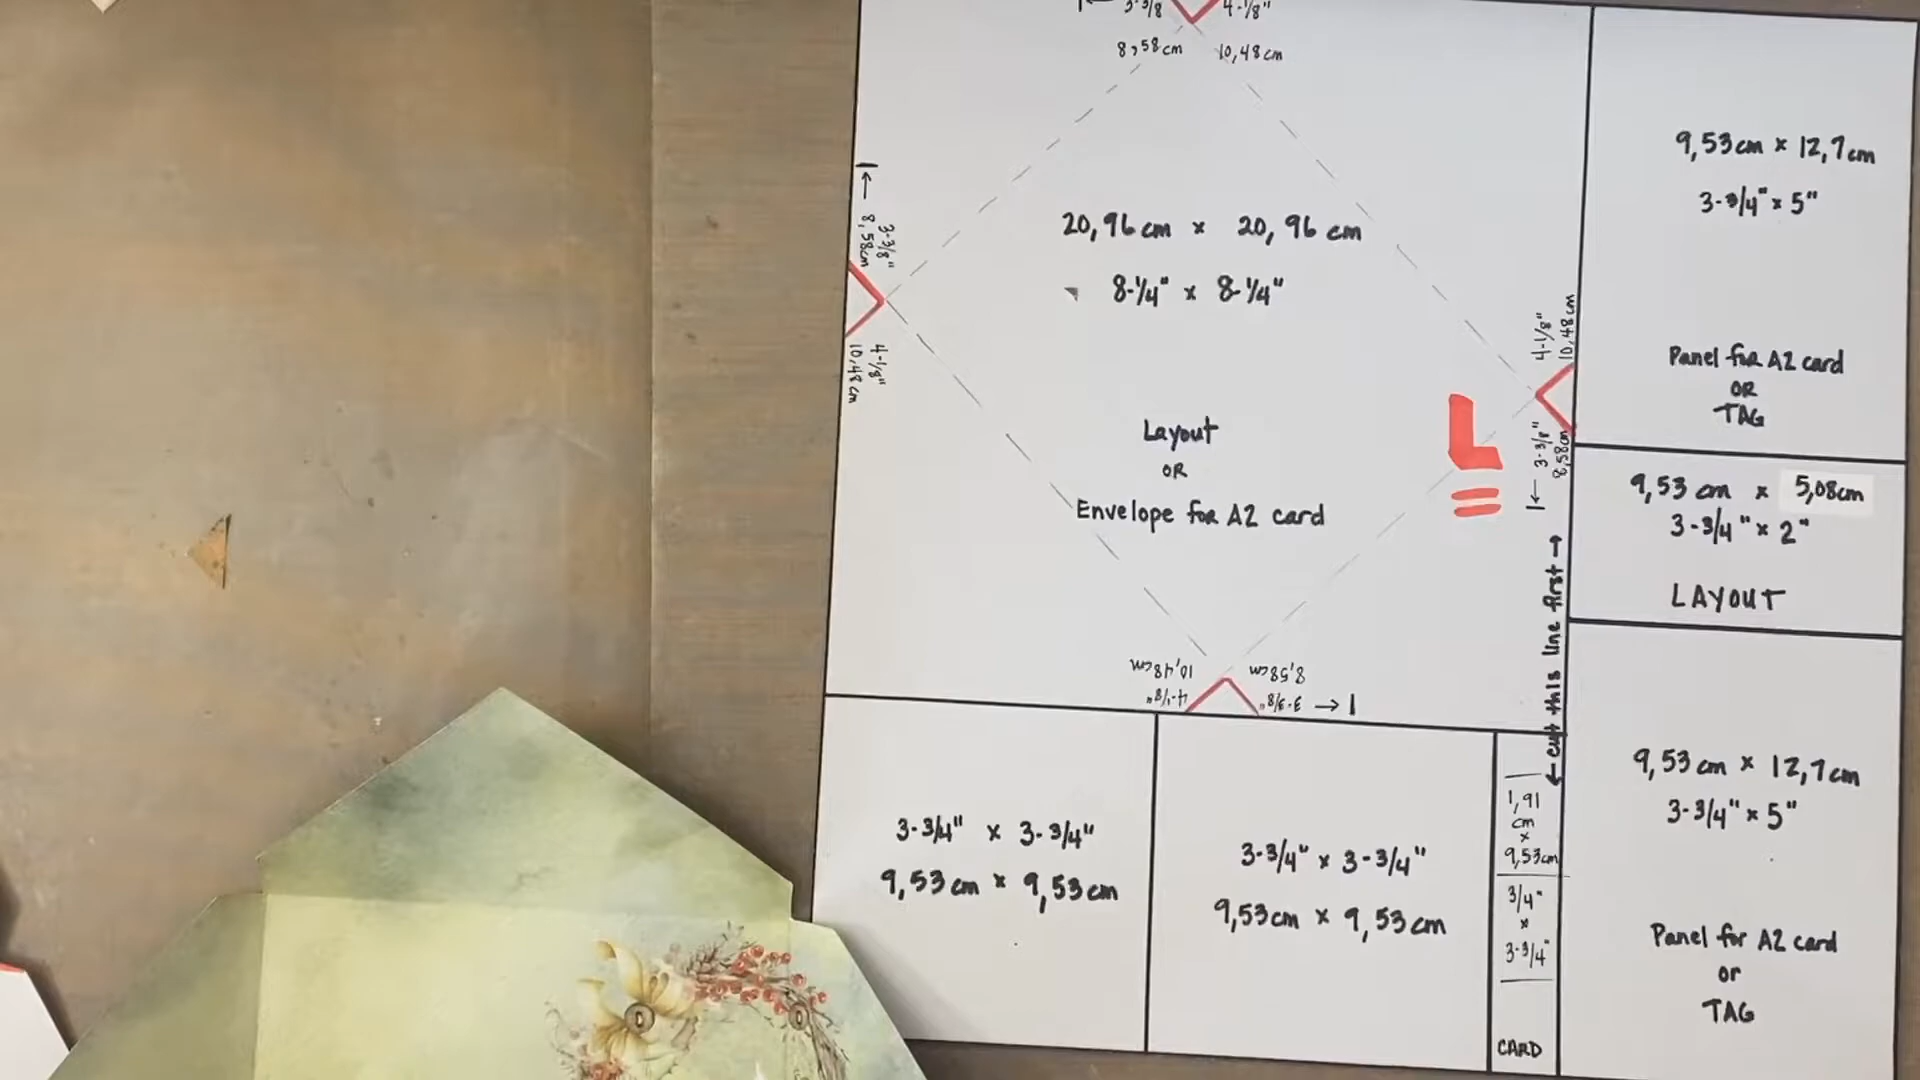 3-3/8
4-1/8"
8,58cm
10,48cm
20,96 cm x 20,96 cm
8-1/4" x 8-1/4"
Layout
OR
Envelope for A2 card
3-3/8"
8,58cm
4-1/8"
10,48cm
4-1/8"
10,48cm
3-3/8"
8,58cm
L
← cut this line first →
10,48cm
4-1/8"
8,58cm
3-3/8"
9,53cm x 12,7cm
3-3/4" x 5"
Panel for A2 card
OR
TAG
9,53 cm x 5,08cm
3-3/4" x 2"
LAYOUT
9,53cm x 12,7cm
3-3/4" x 5"
Panel for A2 card
or
TAG
3-3/4" x 3-3/4"
9,53cm x 9,53cm
3-3/4" x 3-3/4"
9,53cm x 9,53cm
1,91
cm
x
9,53cm
3/4"
x
3-3/4"
CARD